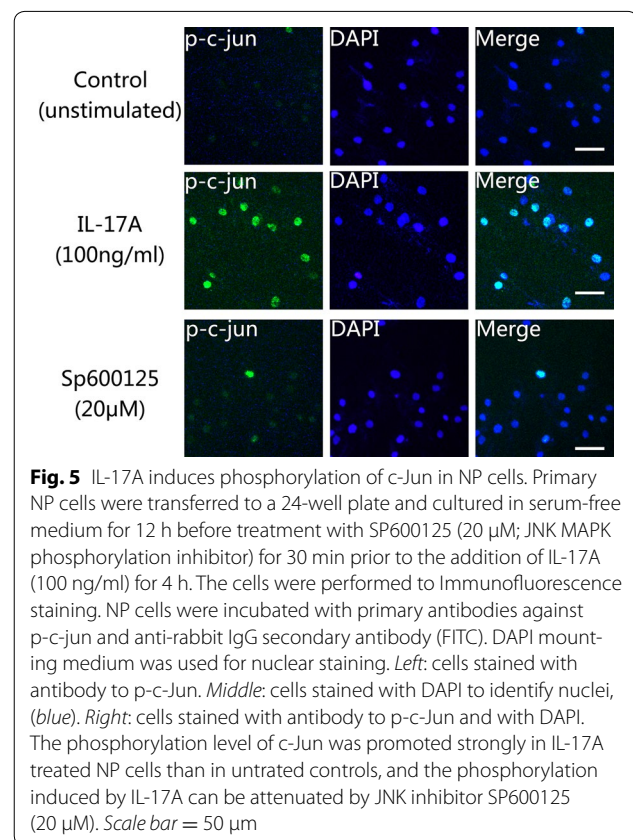 p-c-jun DAPI Merge
Control
(unstimulated)
p-c-jun DAPI Merge
IL-17A
(100ng/ml)
p-c-jun DAPI Merge
Sp600125
(20μM)
Fig. 5 IL-17A induces phosphorylation of c-Jun in NP cells. Primary
NP cells were transferred to a 24-well plate and cultured in serum-free
medium for 12 h before treatment with SP600125 (20 μM; JNK MAPK
phosphorylation inhibitor) for 30 min prior to the addition of IL-17A
(100 ng/ml) for 4 h. The cells were performed to Immunofluorescence
staining. NP cells were incubated with primary antibodies against
p-c-jun and anti-rabbit IgG secondary antibody (FITC). DAPI mount-
ing medium was used for nuclear staining. Left: cells stained with
antibody to p-c-Jun. Middle: cells stained with DAPI to identify nuclei,
(blue). Right: cells stained with antibody to p-c-Jun and with DAPI.
The phosphorylation level of c-Jun was promoted strongly in IL-17A
treated NP cells than in untrated controls, and the phosphorylation
induced by IL-17A can be attenuated by JNK inhibitor SP600125
(20 μM). Scale bar = 50 μm